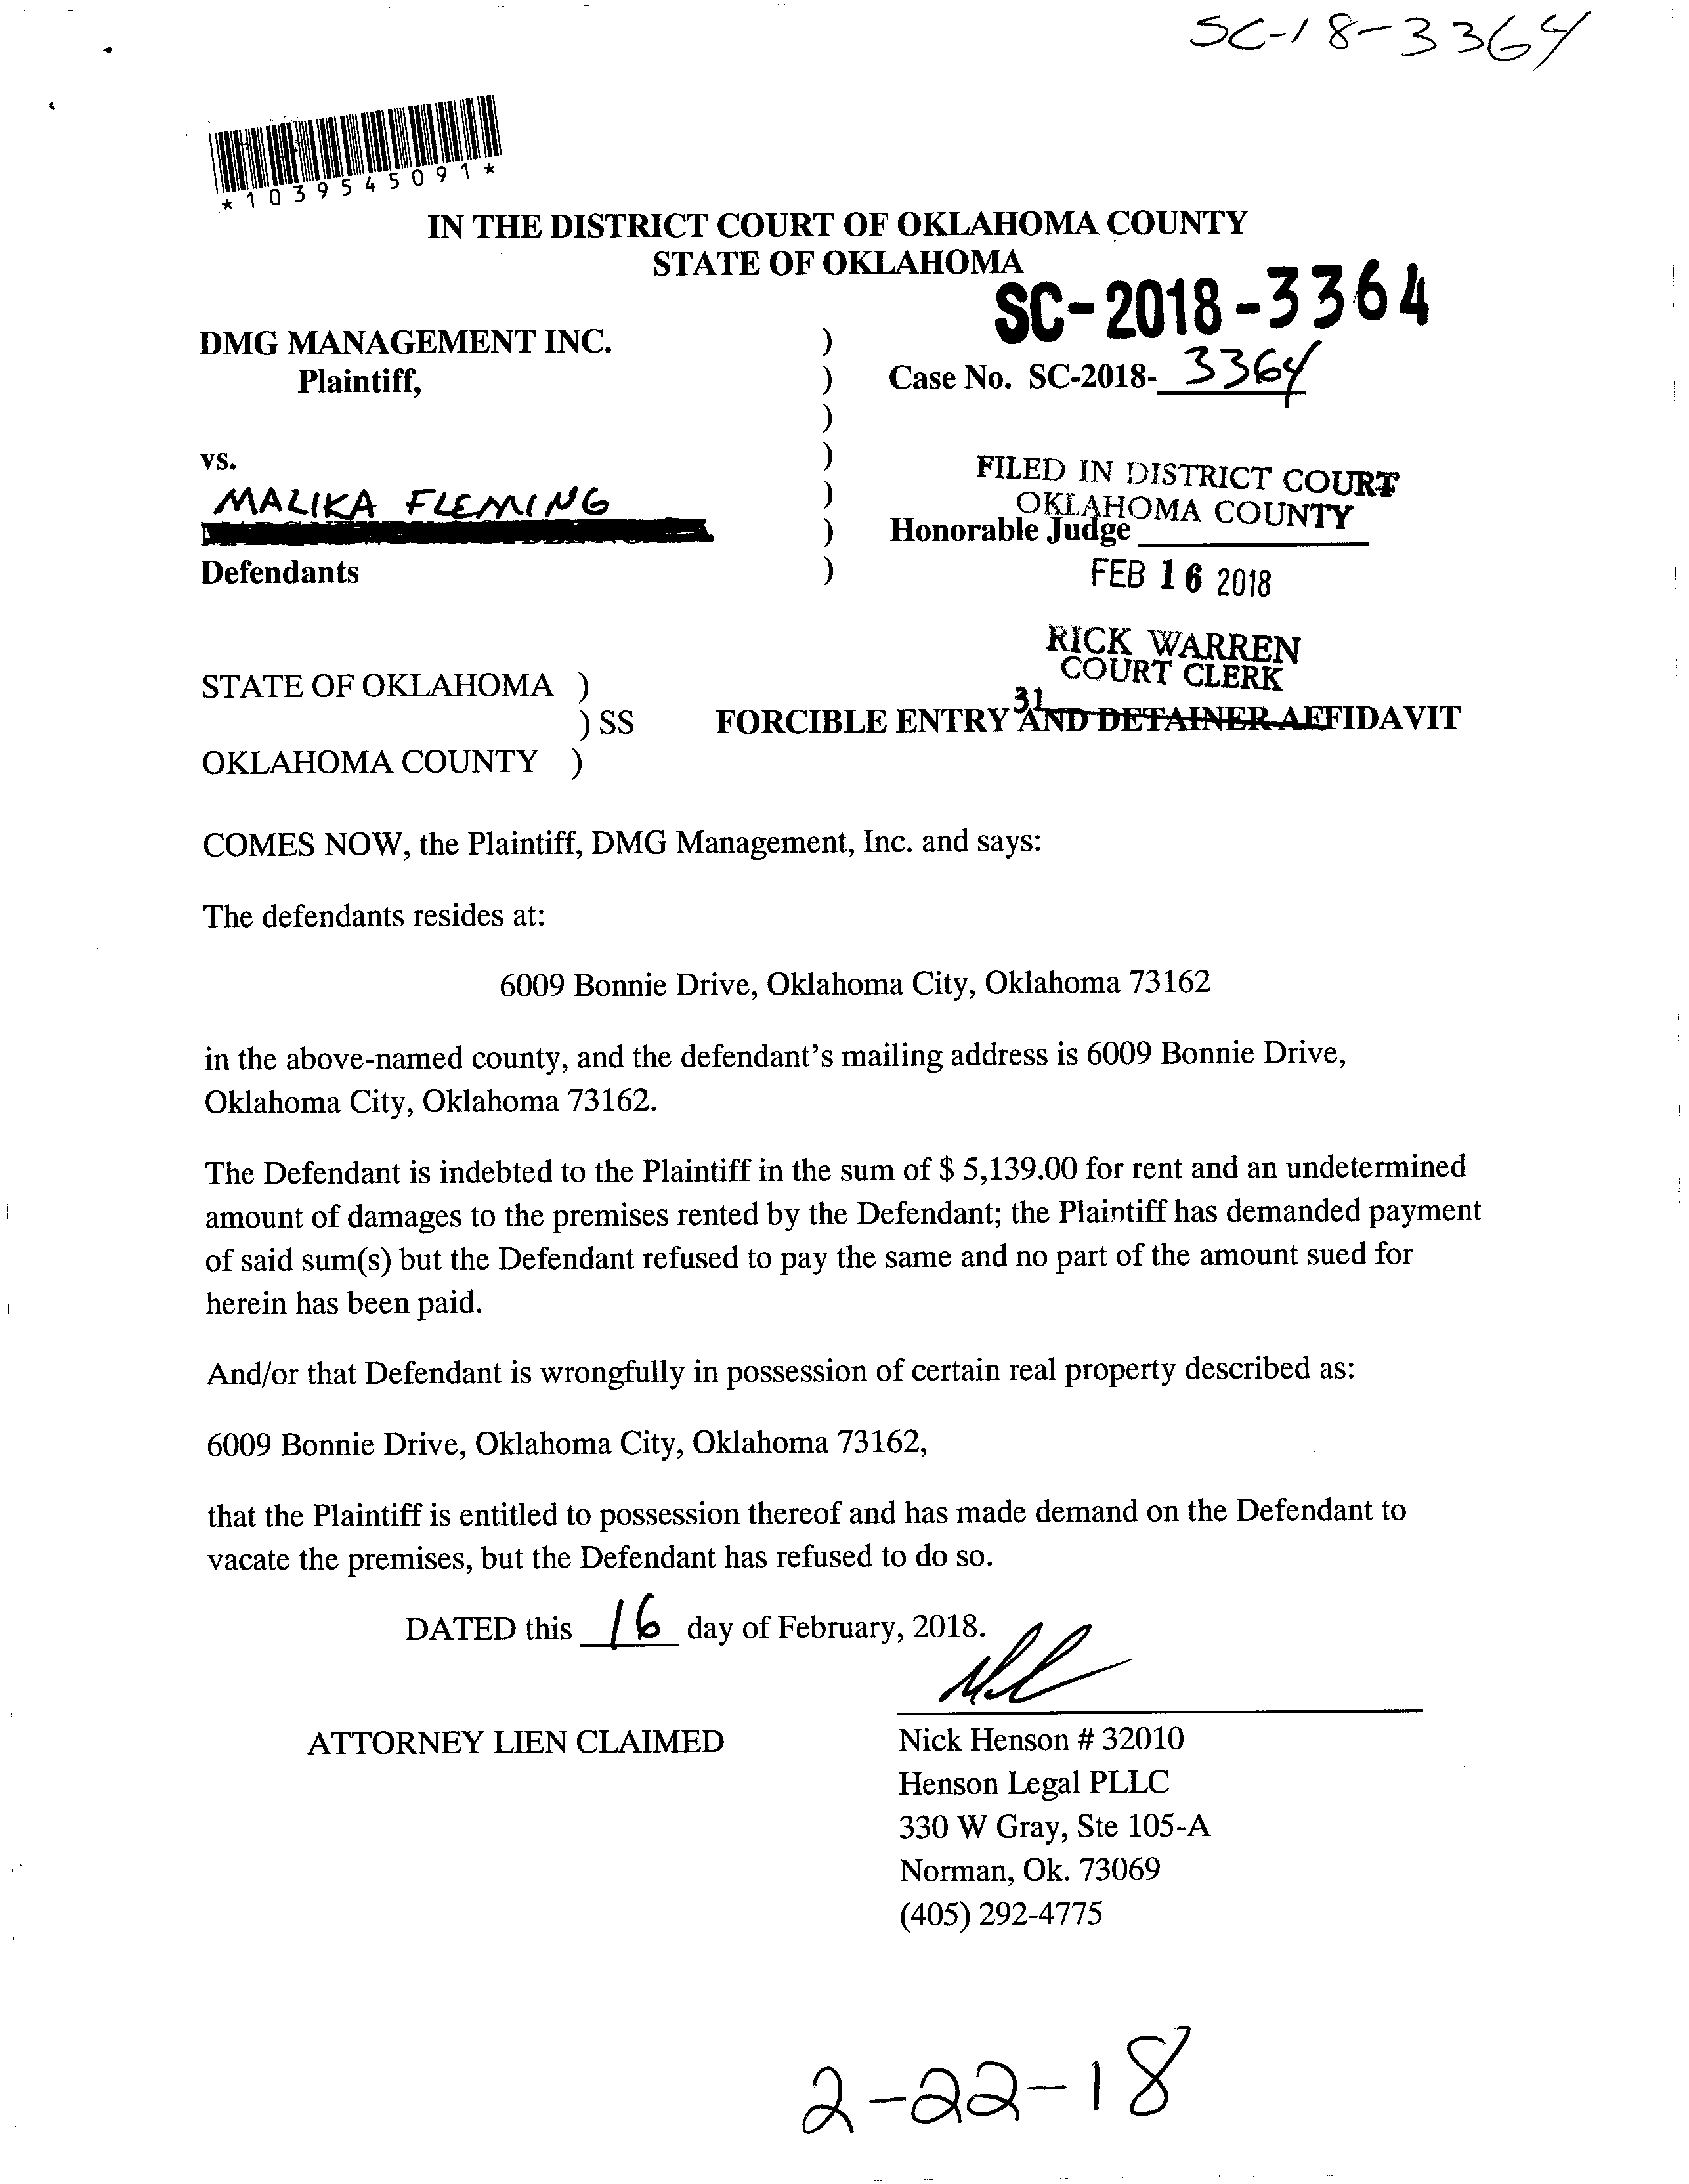 SC-18-3364
*1039545091*
IN THE DISTRICT COURT OF OKLAHOMA COUNTY
STATE OF OKLAHOMA
SC-2018-3364
DMG MANAGEMENT INC. )
Plaintiff, ) Case No. SC-2018- 3364
)
vs. )
FILED IN DISTRICT COURT
MALIKA FLEMING )
OKLAHOMA COUNTY
) Honorable Judge
Defendants )
FEB 16 2018
RICK WARREN
COURT CLERK
STATE OF OKLAHOMA )
31
) SS FORCIBLE ENTRY AND DETAINER AFFIDAVIT
OKLAHOMA COUNTY )
COMES NOW, the Plaintiff, DMG Management, Inc. and says:
The defendants resides at:
6009 Bonnie Drive, Oklahoma City, Oklahoma 73162
in the above-named county, and the defendant’s mailing address is 6009 Bonnie Drive,
Oklahoma City, Oklahoma 73162.
The Defendant is indebted to the Plaintiff in the sum of $ 5,139.00 for rent and an undetermined
amount of damages to the premises rented by the Defendant; the Plaintiff has demanded payment
of said sum(s) but the Defendant refused to pay the same and no part of the amount sued for
herein has been paid.
And/or that Defendant is wrongfully in possession of certain real property described as:
6009 Bonnie Drive, Oklahoma City, Oklahoma 73162,
that the Plaintiff is entitled to possession thereof and has made demand on the Defendant to
vacate the premises, but the Defendant has refused to do so.
DATED this 16 day of February, 2018.
ATTORNEY LIEN CLAIMED Nick Henson # 32010
Henson Legal PLLC
330 W Gray, Ste 105-A
Norman, Ok. 73069
(405) 292-4775
2-22-18